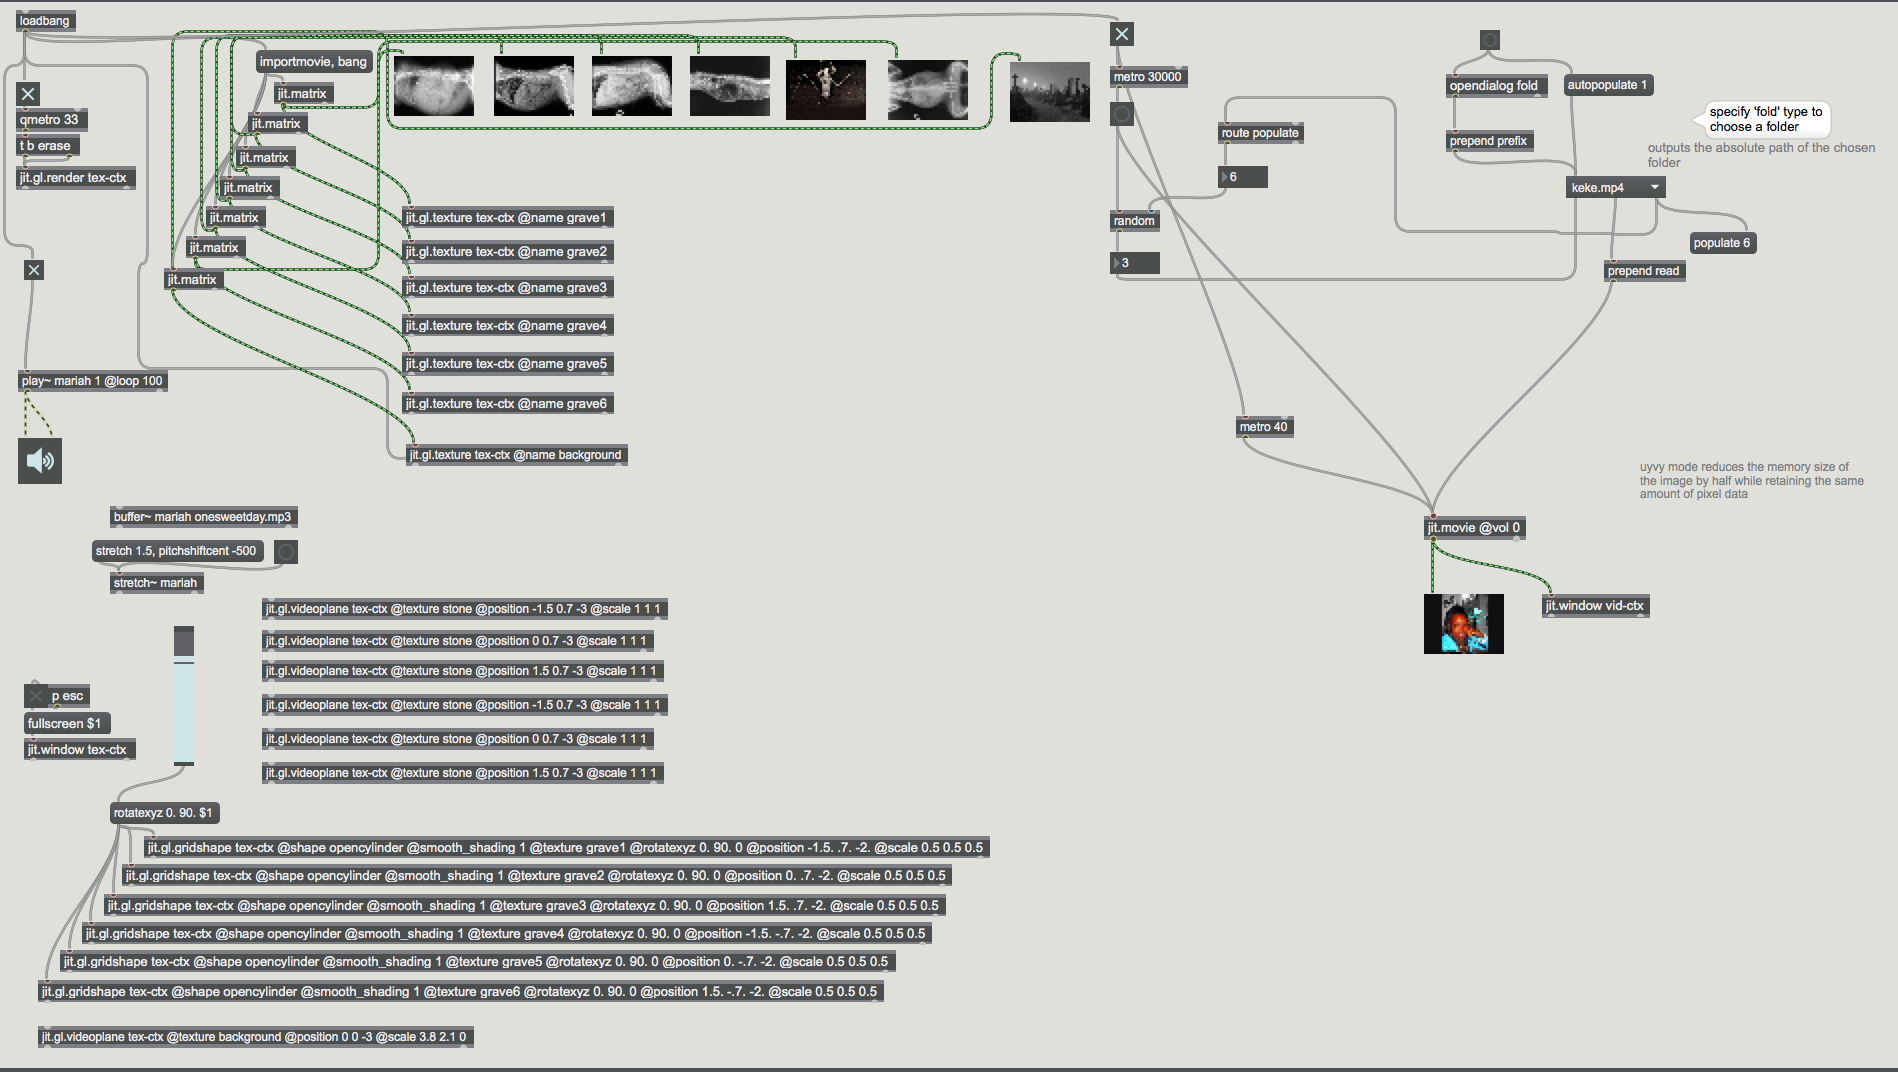 loadbang
importmovie, bang
jit.matrix
jit.matrix
jit.matrix
jit.matrix
jit.matrix
jit.matrix
jit.matrix
qmetro 33
t b erase
jit.gl.render tex-ctx
play~ mariah 1 @loop 100
jit.gl.texture tex-ctx @name grave1
jit.gl.texture tex-ctx @name grave2
jit.gl.texture tex-ctx @name grave3
jit.gl.texture tex-ctx @name grave4
jit.gl.texture tex-ctx @name grave5
jit.gl.texture tex-ctx @name grave6
jit.gl.texture tex-ctx @name background
buffer~ mariah onesweetday.mp3
stretch 1.5, pitchshiftcent -500
stretch~ mariah
jit.gl.videoplane tex-ctx @texture stone @position -1.5 0.7 -3 @scale 1 1 1
jit.gl.videoplane tex-ctx @texture stone @position 0 0.7 -3 @scale 1 1 1
jit.gl.videoplane tex-ctx @texture stone @position 1.5 0.7 -3 @scale 1 1 1
jit.gl.videoplane tex-ctx @texture stone @position -1.5 0.7 -3 @scale 1 1 1
jit.gl.videoplane tex-ctx @texture stone @position 0 0.7 -3 @scale 1 1 1
jit.gl.videoplane tex-ctx @texture stone @position 1.5 0.7 -3 @scale 1 1 1
p esc
fullscreen $1
jit.window tex-ctx
rotatexyz 0. 90. $1
jit.gl.gridshape tex-ctx @shape opencylinder @smooth_shading 1 @texture grave1 @rotatexyz 0. 90. 0 @position -1.5. .7. -2. @scale 0.5 0.5 0.5
jit.gl.gridshape tex-ctx @shape opencylinder @smooth_shading 1 @texture grave2 @rotatexyz 0. 90. 0 @position 0. .7. -2. @scale 0.5 0.5 0.5
jit.gl.gridshape tex-ctx @shape opencylinder @smooth_shading 1 @texture grave3 @rotatexyz 0. 90. 0 @position 1.5. .7. -2. @scale 0.5 0.5 0.5
jit.gl.gridshape tex-ctx @shape opencylinder @smooth_shading 1 @texture grave4 @rotatexyz 0. 90. 0 @position -1.5. -.7. -2. @scale 0.5 0.5 0.5
jit.gl.gridshape tex-ctx @shape opencylinder @smooth_shading 1 @texture grave5 @rotatexyz 0. 90. 0 @position 0. -.7. -2. @scale 0.5 0.5 0.5
jit.gl.gridshape tex-ctx @shape opencylinder @smooth_shading 1 @texture grave6 @rotatexyz 0. 90. 0 @position 1.5. -.7. -2. @scale 0.5 0.5 0.5
jit.gl.videoplane tex-ctx @texture background @position 0 0 -3 @scale 3.8 2.1 0
metro 30000
route populate
6
random
3
metro 40
opendialog fold
autopopulate 1
prepend prefix
specify 'fold' type to
choose a folder
outputs the absolute path of the chosen
folder
keke.mp4
populate 6
prepend read
uyvy mode reduces the memory size of
the image by half while retaining the same
amount of pixel data
jit.movie @vol 0
jit.window vid-ctx